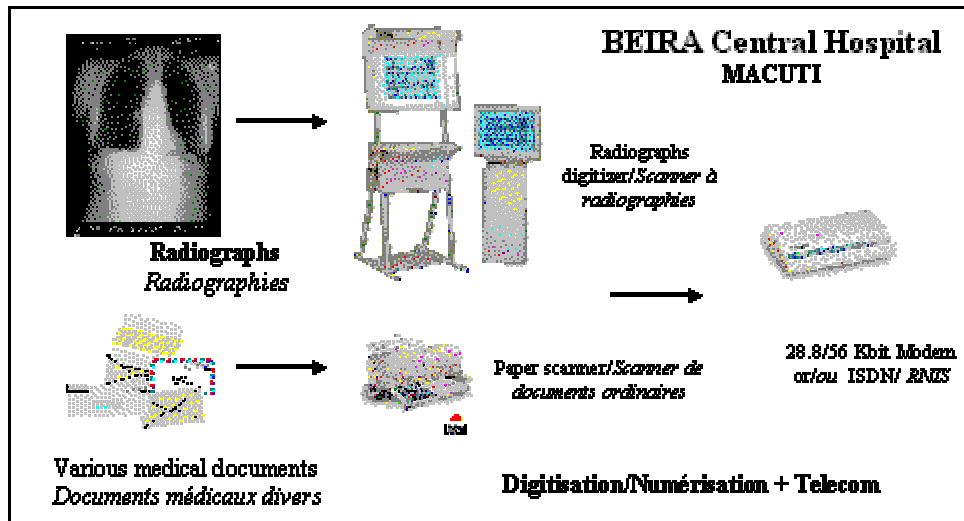 BEIRA Central Hospital
MACUTI
Radiographs
digitizer/Scanner à
radiographies
Radiographs
Radiographies
Paper scanner/Scanner de
documents ordinaires
28.8/56 Kbit Modem
or/ou ISDN/ RNIS
Various medical documents
Documents médicaux divers
Digitisation/Numérisation + Telecom